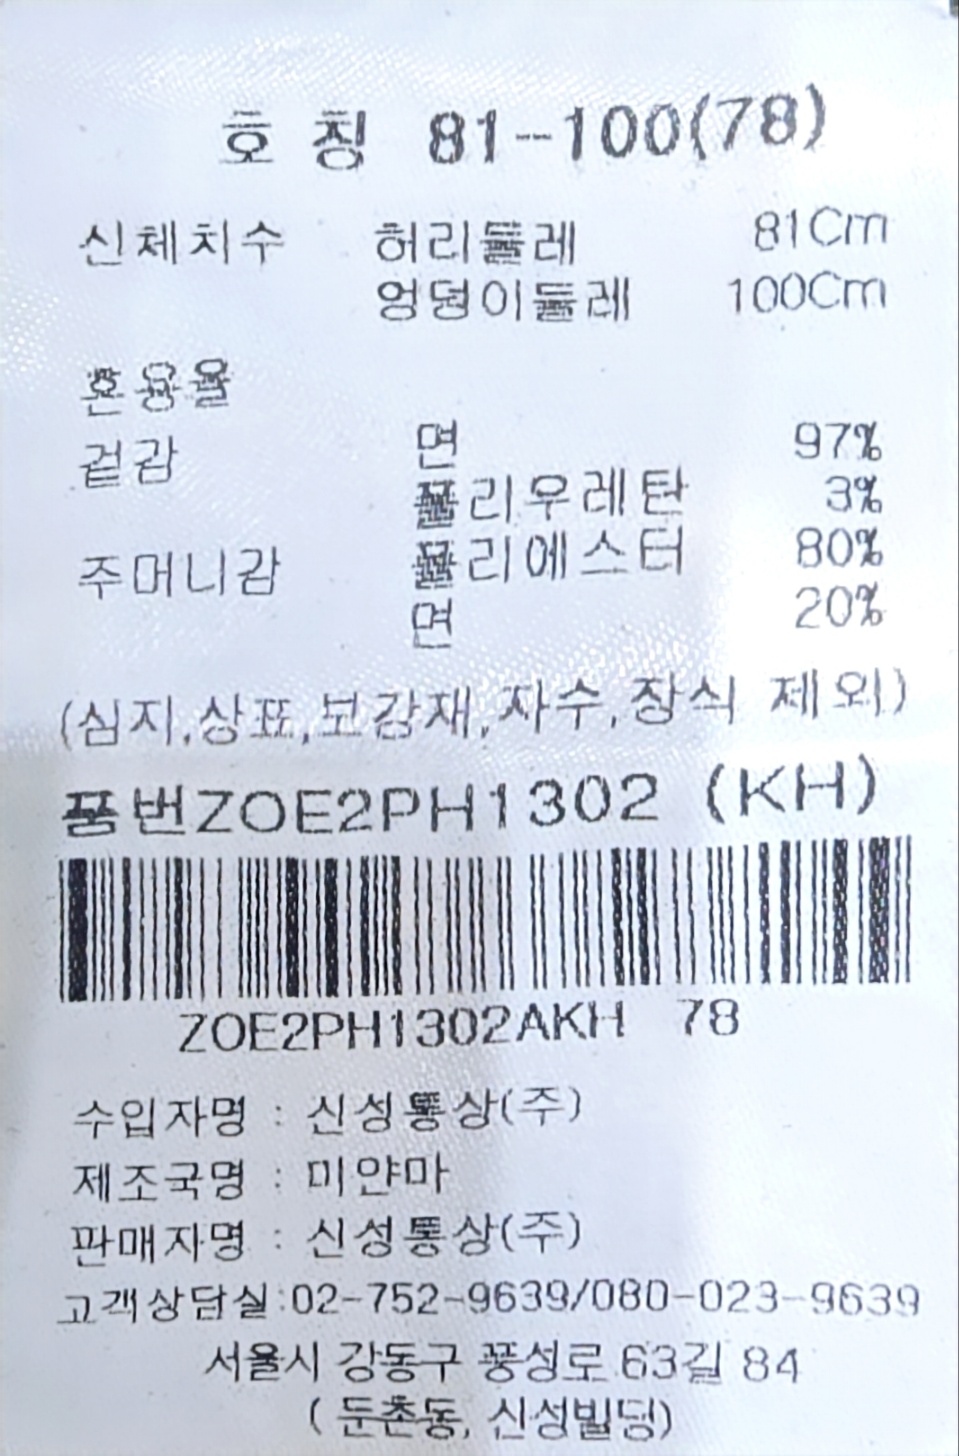 호 칭 81-100(78)
신체치수 허리둘레 81Cm
엉덩이둘레 100Cm
혼용율
겉감 면 97%
폴리우레탄 3%
주머니감 폴리에스터 80%
면 20%
(심지,상표,보강재,자수,장식 제외)
품번ZOE2PH1302 (KH)
ZOE2PH1302AKH 78
수입자명 : 신성통상(주)
제조국명 : 미얀마
판매자명 : 신성통상(주)
고객상담실:02-752-9639/080-023-9639
서울시 강동구 풍성로 63길 84
(둔촌동, 신성빌딩)